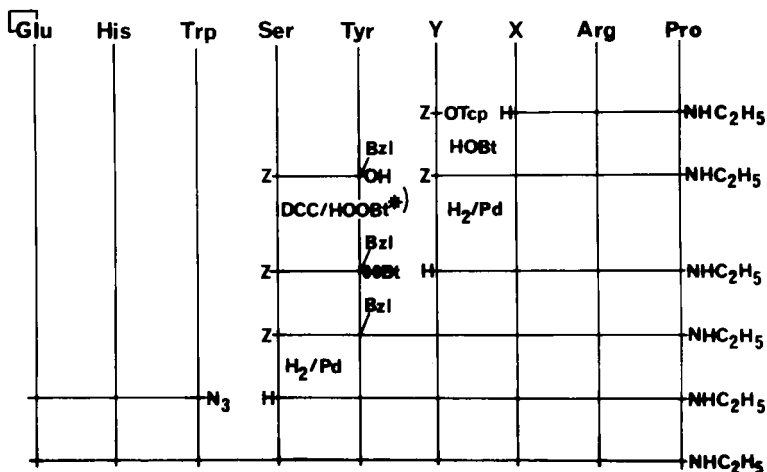 Glu His Trp Ser Tyr Y X Arg Pro
Z OTcp H NHC₂H₅
Bzl HOBt
Z OH Z NHC₂H₅
DCC/HOOBt*) H₂/Pd
Bzl
Z H NHC₂H₅
Bzl
Z NHC₂H₅
H₂/Pd
N₃ H NHC₂H₅
NHC₂H₅